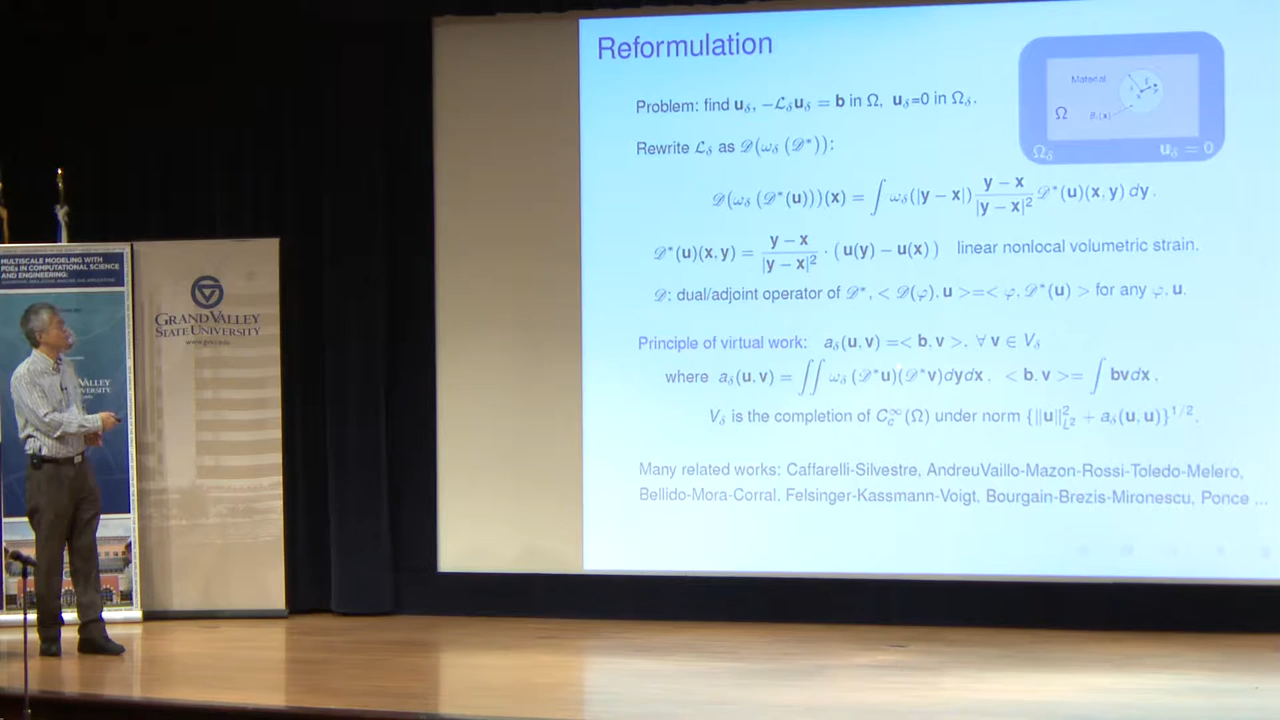 MULTISCALE MODELING WITH
PDEs IN COMPUTATIONAL SCIENCE
AND ENGINEERING:
VALLEY
GRAND VALLEY
STATE UNIVERSITY
www.gvsu.edu
Reformulation
Material
Ω
Ω_δ
u_δ = 0
Problem: find u_δ, −ℒ_δu_δ = b in Ω, u_δ=0 in Ω_δ.
Rewrite ℒ_δ as 𝒟(ω_δ (𝒟*)):
𝒟(ω_δ (𝒟*(u)))(x) = ∫ ω_δ(|y − x|) (y − x)/|y − x|² 𝒟*(u)(x, y) dy.
𝒟*(u)(x, y) = (y − x)/|y − x|² · (u(y) − u(x)) linear nonlocal volumetric strain.
𝒟: dual/adjoint operator of 𝒟*, < 𝒟(φ), u >=< φ, 𝒟*(u) > for any φ, u.
Principle of virtual work: a_δ(u, v) =< b, v >, ∀ v ∈ V_δ
where a_δ(u, v) = ∫∫ ω_δ (𝒟*u)(𝒟*v)dydx, < b, v >= ∫ bvdx.
V_δ is the completion of C_c^∞(Ω) under norm {‖u‖²_{L²} + a_δ(u, u)}^{1/2}.
Many related works: Caffarelli-Silvestre, AndreuVaillo-Mazon-Rossi-Toledo-Melero,
Bellido-Mora-Corral, Felsinger-Kassmann-Voigt, Bourgain-Brezis-Mironescu, Ponce ...